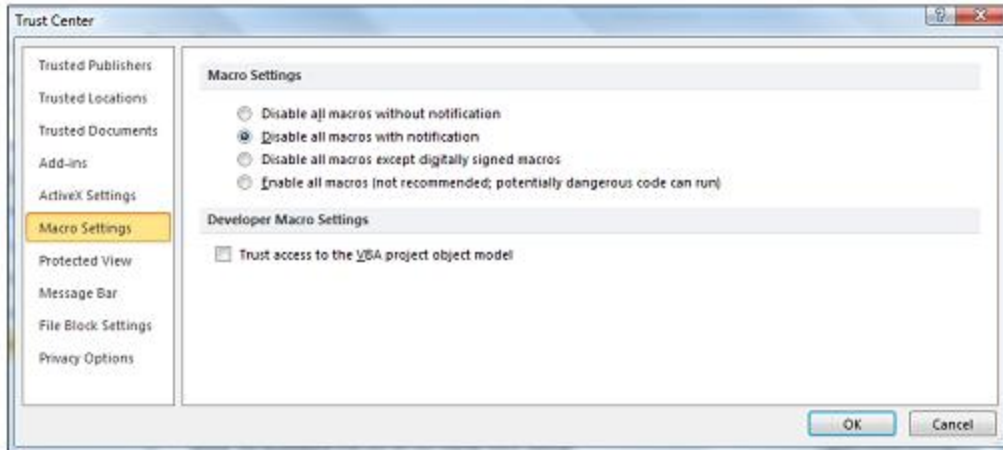 Trust Center
Trusted Publishers
Trusted Locations
Trusted Documents
Add-ins
ActiveX Settings
Macro Settings
Protected View
Message Bar
File Block Settings
Privacy Options
Macro Settings
Disable all macros without notification
Disable all macros with notification
Disable all macros except digitally signed macros
Enable all macros (not recommended; potentially dangerous code can run)
Developer Macro Settings
Trust access to the VBA project object model
OK Cancel